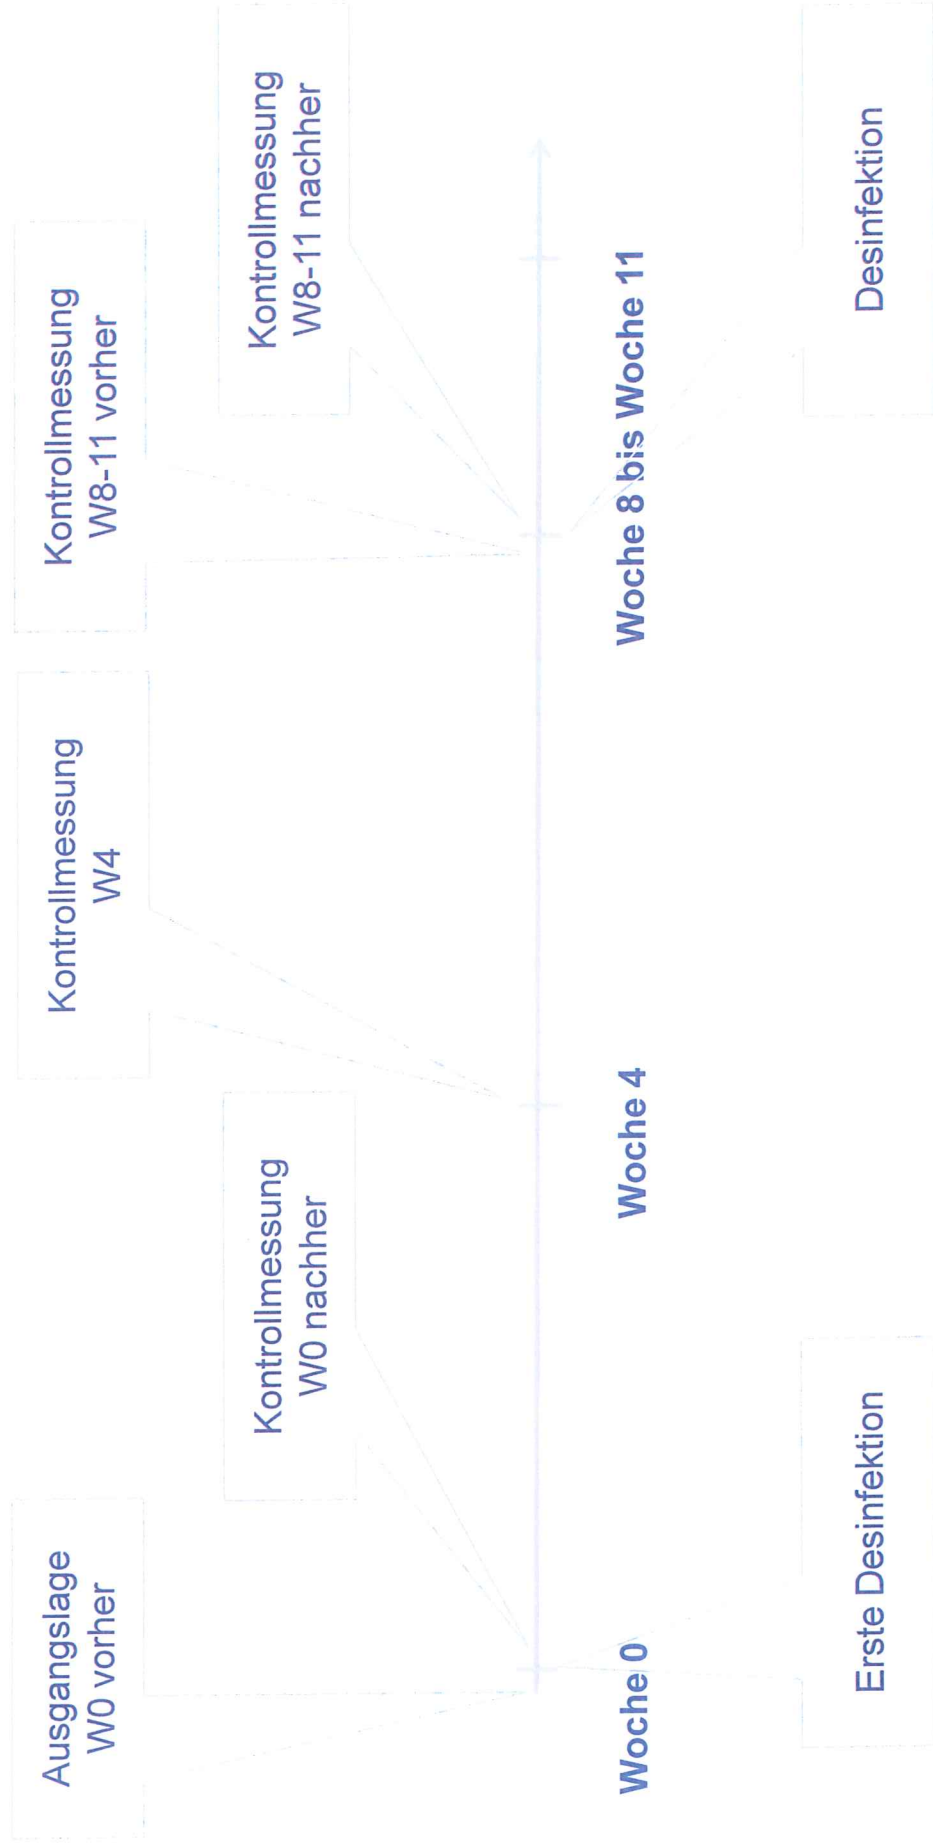 Ausgangslage
W0 vorher
Kontrollmessung
W0 nachher
Kontrollmessung
W4
Kontrollmessung
W8-11 vorher
Kontrollmessung
W8-11 nachher
Woche 0
Woche 4
Woche 8 bis Woche 11
Erste Desinfektion
Desinfektion